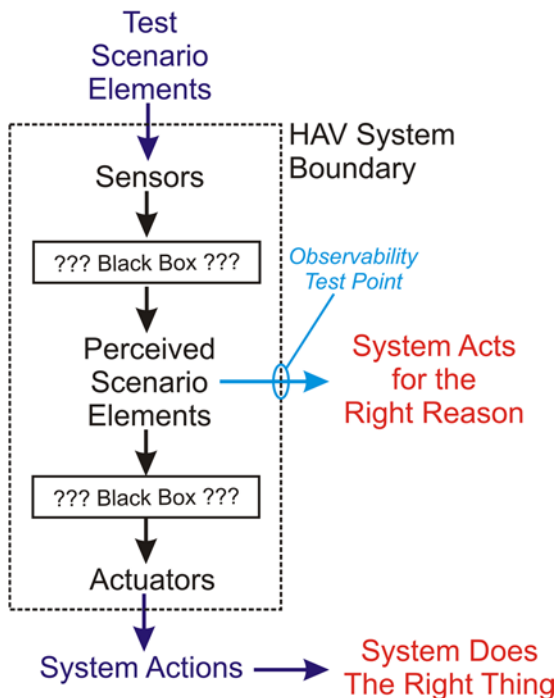 Test
Scenario
Elements
HAV System
Boundary
Sensors
??? Black Box ???
Observability
Test Point
Perceived
Scenario
Elements
System Acts
for the
Right Reason
??? Black Box ???
Actuators
System Actions
System Does
The Right Thing